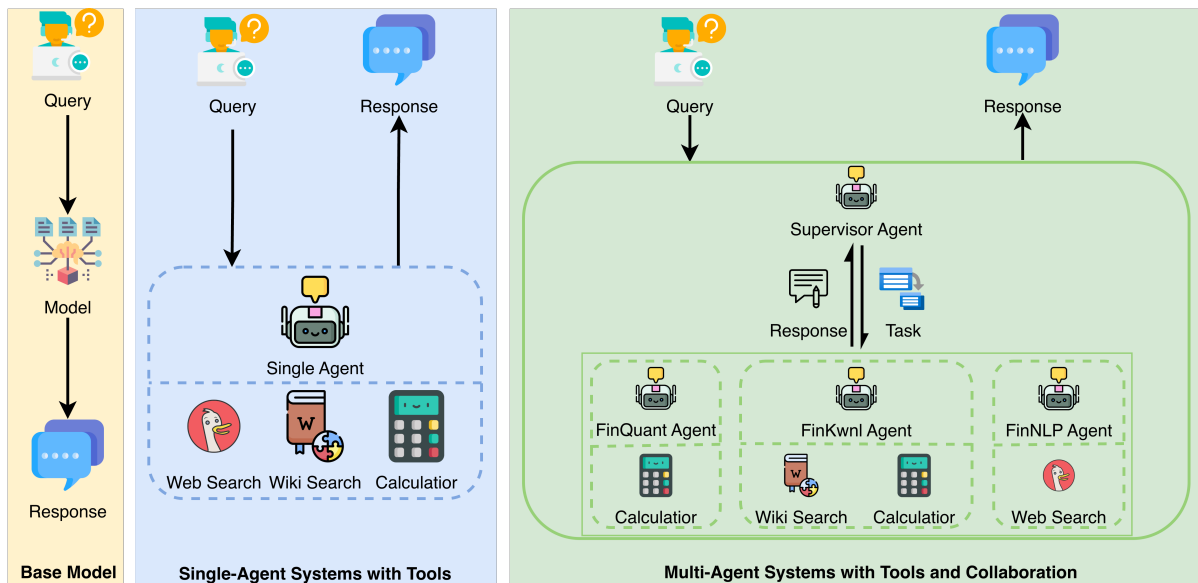 Query
Model
Response
Base Model
Query
Response
Single Agent
Web Search
W
Wiki Search
Calculatior
Single-Agent Systems with Tools
Query
Response
Supervisor Agent
Response
Task
FinQuant Agent
Calculatior
FinKwnl Agent
W
Wiki Search
Calculatior
FinNLP Agent
Web Search
Multi-Agent Systems with Tools and Collaboration